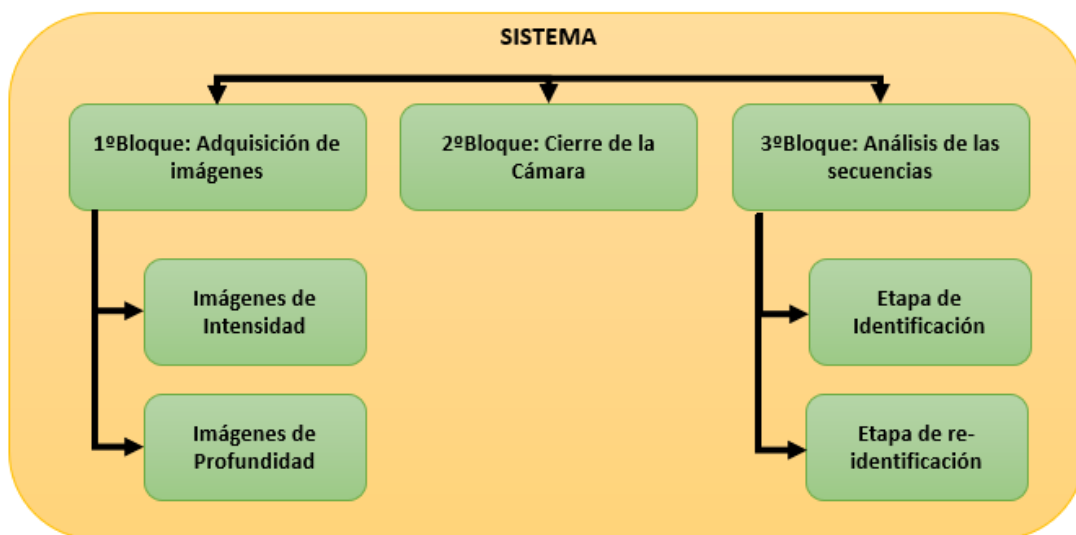 SISTEMA
1ºBloque: Adquisición de
imágenes
2ºBloque: Cierre de la
Cámara
3ºBloque: Análisis de las
secuencias
Imágenes de
Intensidad
Imágenes de
Profundidad
Etapa de
Identificación
Etapa de re-
identificación